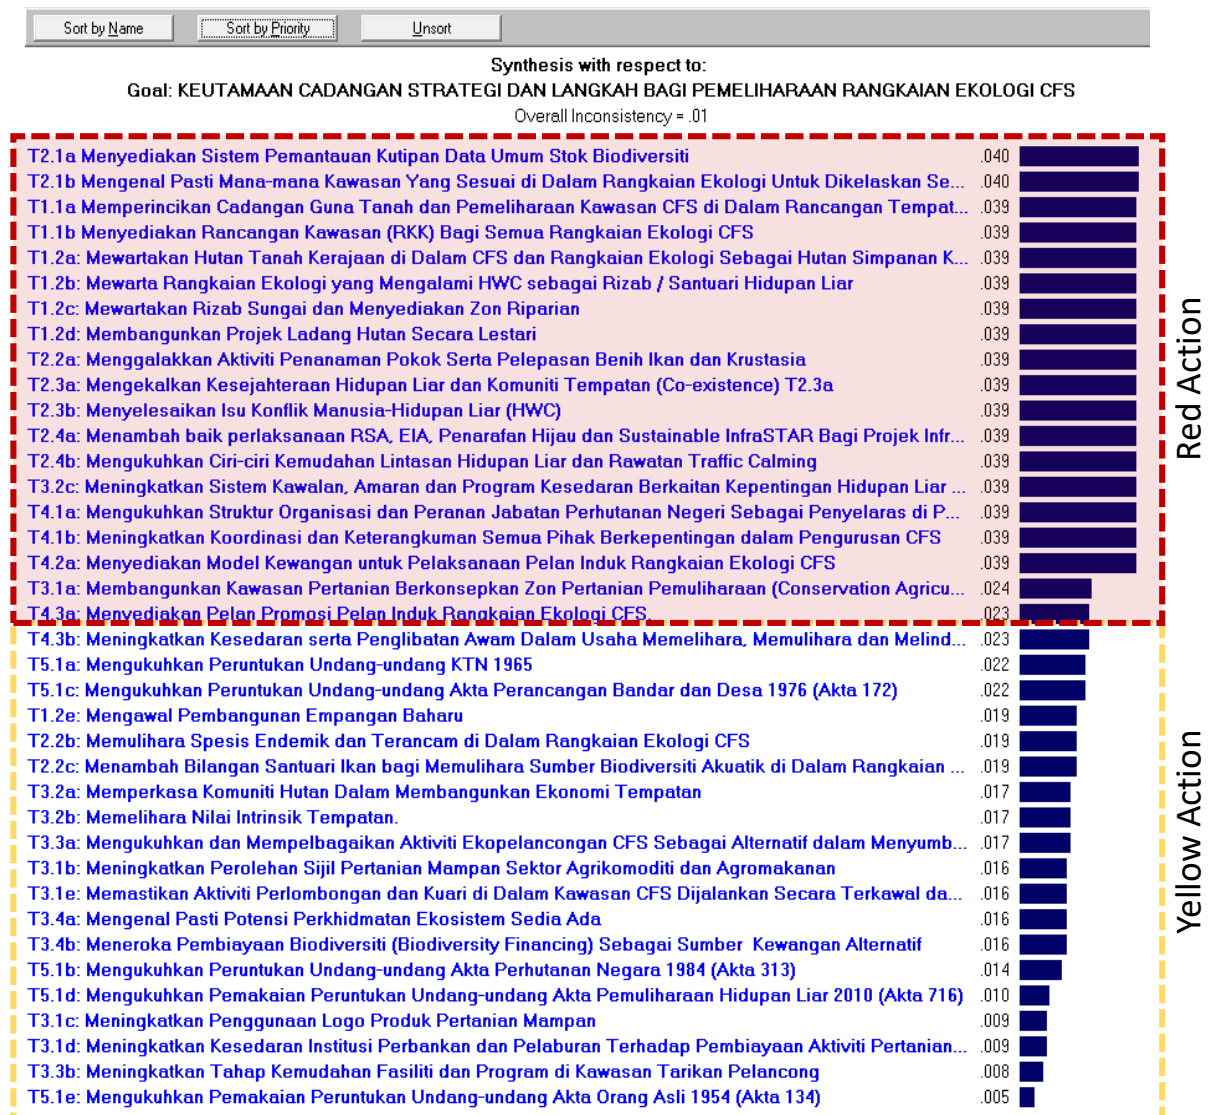 Sort by Name Sort by Priority Unsort
Synthesis with respect to:
Goal: KEUTAMAAN CADANGAN STRATEGI DAN LANGKAH BAGI PEMELIHARAAN RANGKAIAN EKOLOGI CFS
Overall Inconsistency = .01
T2.1a Menyediakan Sistem Pemantauan Kutipan Data Umum Stok Biodiversiti .040
T2.1b Mengenal Pasti Mana-mana Kawasan Yang Sesuai di Dalam Rangkaian Ekologi Untuk Dikelaskan Se... .040
T1.1a Memperincikan Cadangan Guna Tanah dan Pemeliharaan Kawasan CFS di Dalam Rancangan Tempat... .039
T1.1b Menyediakan Rancangan Kawasan (RKK) Bagi Semua Rangkaian Ekologi CFS .039
T1.2a: Mewartakan Hutan Tanah Kerajaan di Dalam CFS dan Rangkaian Ekologi Sebagai Hutan Simpanan K... .039
T1.2b: Mewarta Rangkaian Ekologi yang Mengalami HWC sebagai Rizab / Santuari Hidupan Liar .039
T1.2c: Mewartakan Rizab Sungai dan Menyediakan Zon Riparian .039
T1.2d: Membangunkan Projek Ladang Hutan Secara Lestari .039
T2.2a: Menggalakkan Aktiviti Penanaman Pokok Serta Pelepasan Benih Ikan dan Krustasia .039
T2.3a: Mengekalkan Kesejahteraan Hidupan Liar dan Komuniti Tempatan (Co-existence) T2.3a .039
T2.3b: Menyelesaikan Isu Konflik Manusia-Hidupan Liar (HWC) .039
T2.4a: Menambah baik perlaksanaan RSA, EIA, Penarafan Hijau dan Sustainable InfraSTAR Bagi Projek Infr... .039
T2.4b: Mengukuhkan Ciri-ciri Kemudahan Lintasan Hidupan Liar dan Rawatan Traffic Calming .039
T3.2c: Meningkatkan Sistem Kawalan, Amaran dan Program Kesedaran Berkaitan Kepentingan Hidupan Liar ... .039
T4.1a: Mengukuhkan Struktur Organisasi dan Peranan Jabatan Perhutanan Negeri Sebagai Penyelaras di P... .039
T4.1b: Meningkatkan Koordinasi dan Keterangkuman Semua Pihak Berkepentingan dalam Pengurusan CFS .039
T4.2a: Menyediakan Model Kewangan untuk Pelaksanaan Pelan Induk Rangkaian Ekologi CFS .039
T3.1a: Membangunkan Kawasan Pertanian Berkonsepkan Zon Pertanian Pemuliharaan (Conservation Agricu... .024
T4.3a: Menyediakan Pelan Promosi Pelan Induk Rangkaian Ekologi CFS. .023
T4.3b: Meningkatkan Kesedaran serta Penglibatan Awam Dalam Usaha Memelihara, Memulihara dan Melind... .023
T5.1a: Mengukuhkan Peruntukan Undang-undang KTN 1965 .022
T5.1c: Mengukuhkan Peruntukan Undang-undang Akta Perancangan Bandar dan Desa 1976 (Akta 172) .022
T1.2e: Mengawal Pembangunan Empangan Baharu .019
T2.2b: Memulihara Spesis Endemik dan Terancam di Dalam Rangkaian Ekologi CFS .019
T2.2c: Menambah Bilangan Santuari Ikan bagi Memulihara Sumber Biodiversiti Akuatik di Dalam Rangkaian ... .019
T3.2a: Memperkasa Komuniti Hutan Dalam Membangunkan Ekonomi Tempatan .017
T3.2b: Memelihara Nilai Intrinsik Tempatan. .017
T3.3a: Mengukuhkan dan Mempelbagaikan Aktiviti Ekopelancongan CFS Sebagai Alternatif dalam Menyumb... .017
T3.1b: Meningkatkan Perolehan Sijil Pertanian Mampan Sektor Agrikomoditi dan Agromakanan .016
T3.1e: Memastikan Aktiviti Perlombongan dan Kuari di Dalam Kawasan CFS Dijalankan Secara Terkawal da... .016
T3.4a: Mengenal Pasti Potensi Perkhidmatan Ekosistem Sedia Ada .016
T3.4b: Meneroka Pembiayaan Biodiversiti (Biodiversity Financing) Sebagai Sumber Kewangan Alternatif .016
T5.1b: Mengukuhkan Peruntukan Undang-undang Akta Perhutanan Negara 1984 (Akta 313) .014
T5.1d: Mengukuhkan Pemakaian Peruntukan Undang-undang Akta Pemuliharaan Hidupan Liar 2010 (Akta 716) .010
T3.1c: Meningkatkan Penggunaan Logo Produk Pertanian Mampan .009
T3.1d: Meningkatkan Kesedaran Institusi Perbankan dan Pelaburan Terhadap Pembiayaan Aktiviti Pertanian... .009
T3.3b: Meningkatkan Tahap Kemudahan Fasiliti dan Program di Kawasan Tarikan Pelancong .008
T5.1e: Mengukuhkan Pemakaian Peruntukan Undang-undang Akta Orang Asli 1954 (Akta 134) .005
Red Action
Yellow Action